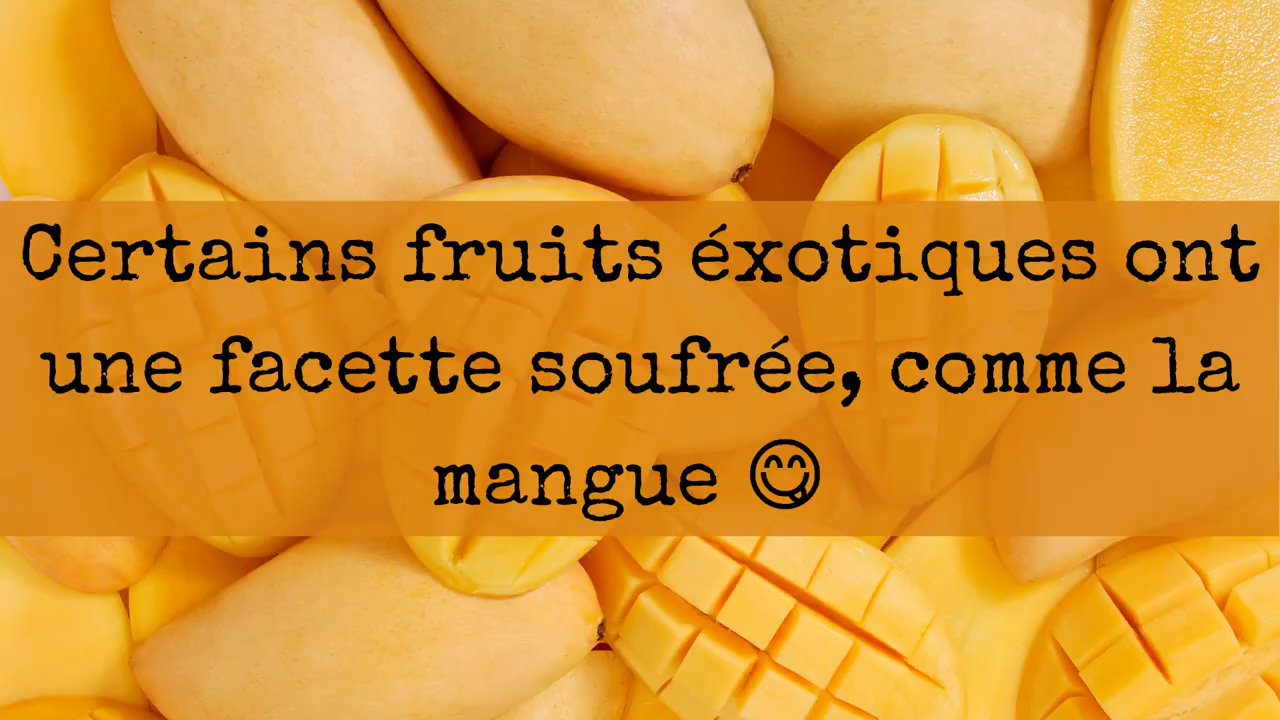 Certains fruits éxotiques ont
une facette soufrée, comme la
mangue 😋